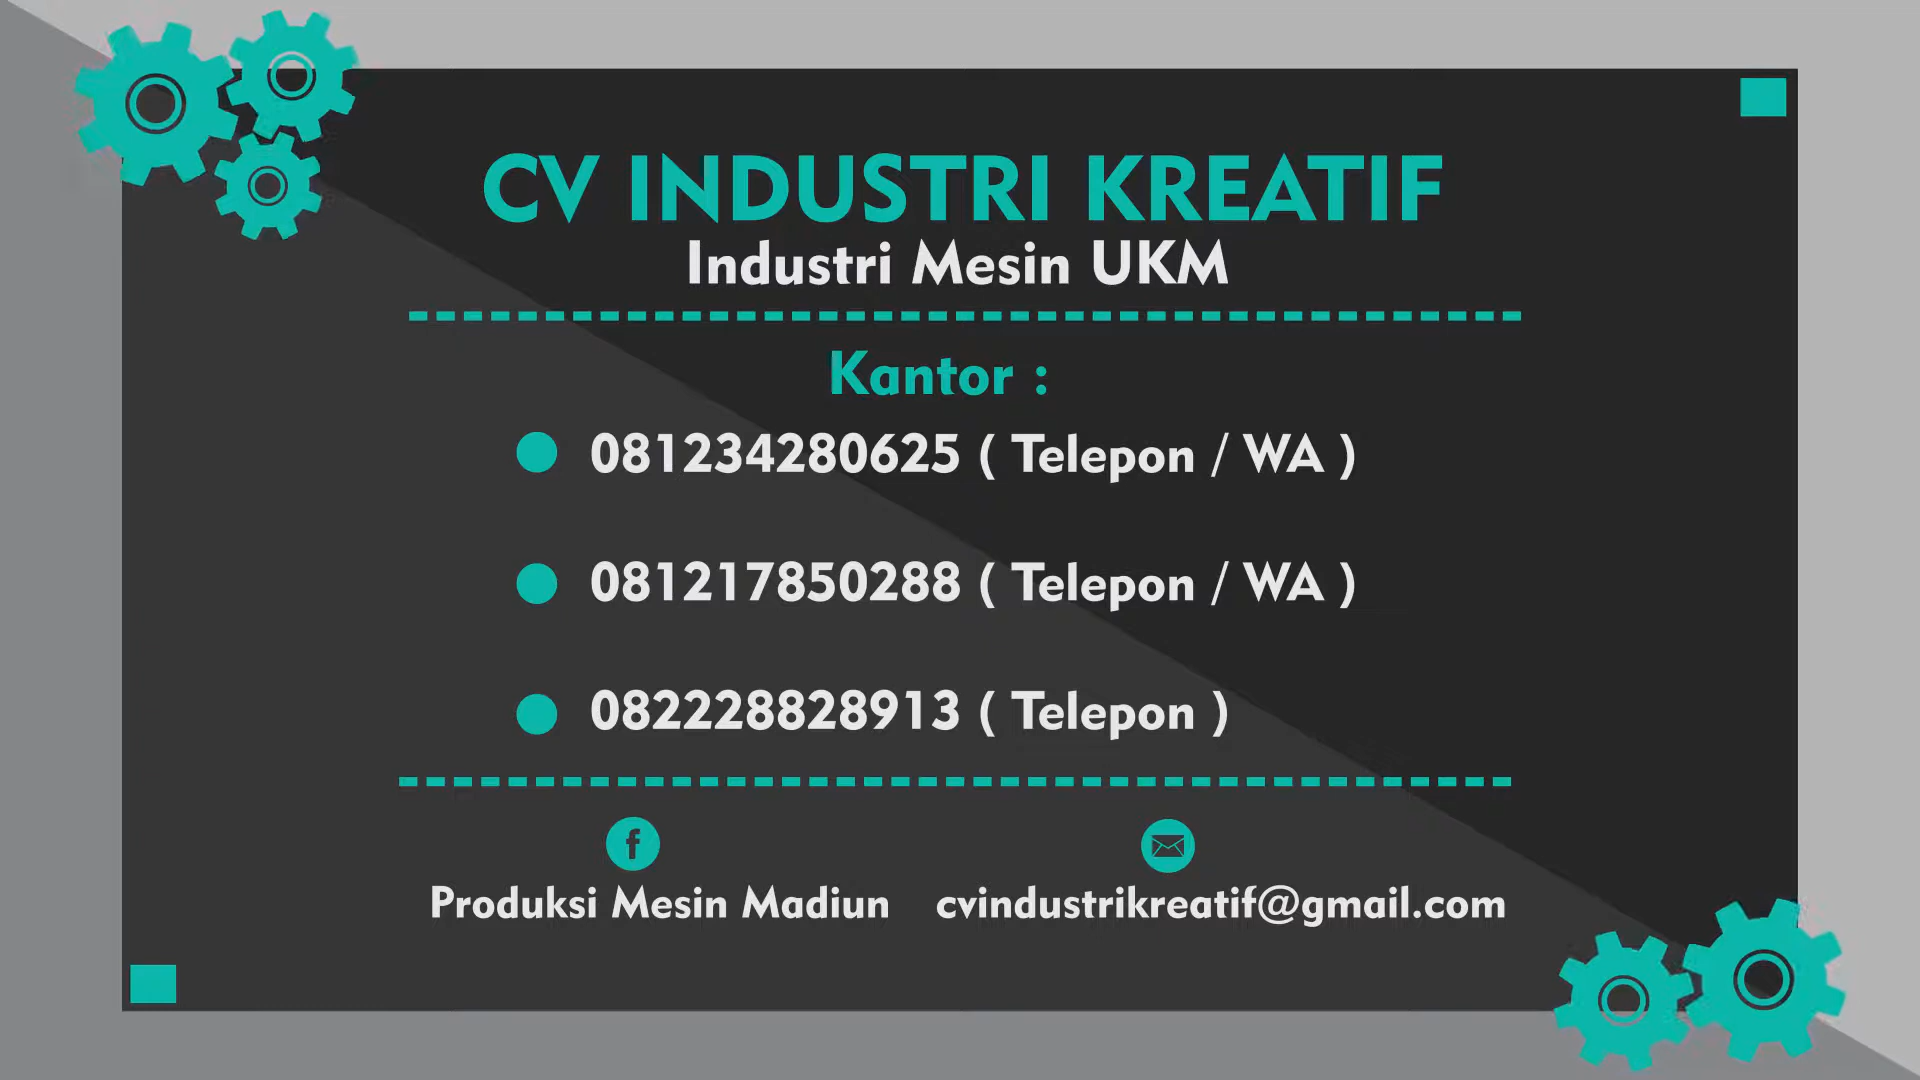 CV INDUSTRI KREATIF
Industri Mesin UKM
Kantor :
081234280625 ( Telepon / WA )
081217850288 ( Telepon / WA )
082228828913 ( Telepon )
Produksi Mesin Madiun
cvindustrikreatif@gmail.com